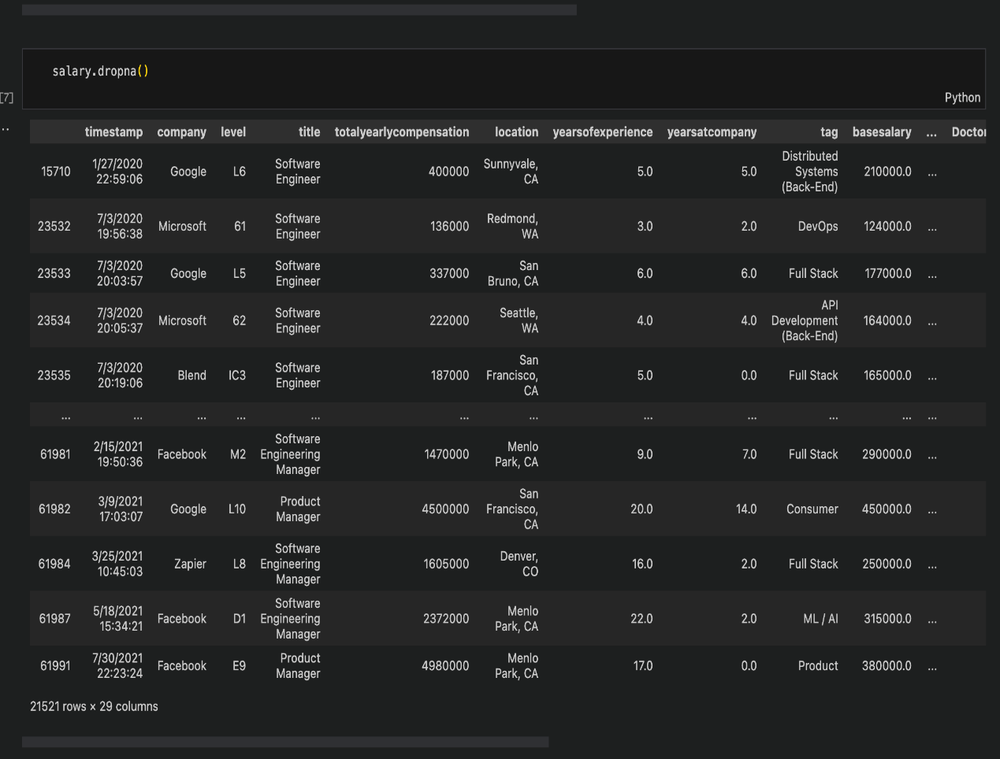 salary.dropna()
[7]
Python
..
timestamp company level title totalyearlycompensation location yearsofexperience yearsatcompany tag basesalary ... Doctor
15710 1/27/2020 22:59:06 Google L6 Software Engineer 400000 Sunnyvale, CA 5.0 5.0 Distributed Systems (Back-End) 210000.0 ...
23532 7/3/2020 19:56:38 Microsoft 61 Software Engineer 136000 Redmond, WA 3.0 2.0 DevOps 124000.0 ...
23533 7/3/2020 20:03:57 Google L5 Software Engineer 337000 San Bruno, CA 6.0 6.0 Full Stack 177000.0 ...
23534 7/3/2020 20:05:37 Microsoft 62 Software Engineer 222000 Seattle, WA 4.0 4.0 API Development (Back-End) 164000.0 ...
23535 7/3/2020 20:19:06 Blend IC3 Software Engineer 187000 San Francisco, CA 5.0 0.0 Full Stack 165000.0 ...
... ... ... ... ... ... ... ... ... ... ... ...
61981 2/15/2021 19:50:36 Facebook M2 Software Engineering Manager 1470000 Menlo Park, CA 9.0 7.0 Full Stack 290000.0 ...
61982 3/9/2021 17:03:07 Google L10 Product Manager 4500000 San Francisco, CA 20.0 14.0 Consumer 450000.0 ...
61984 3/25/2021 10:45:03 Zapier L8 Software Engineering Manager 1605000 Denver, CO 16.0 2.0 Full Stack 250000.0 ...
61987 5/18/2021 15:34:21 Facebook D1 Software Engineering Manager 2372000 Menlo Park, CA 22.0 2.0 ML / AI 315000.0 ...
61991 7/30/2021 22:23:24 Facebook E9 Product Manager 4980000 Menlo Park, CA 17.0 0.0 Product 380000.0 ...
21521 rows × 29 columns